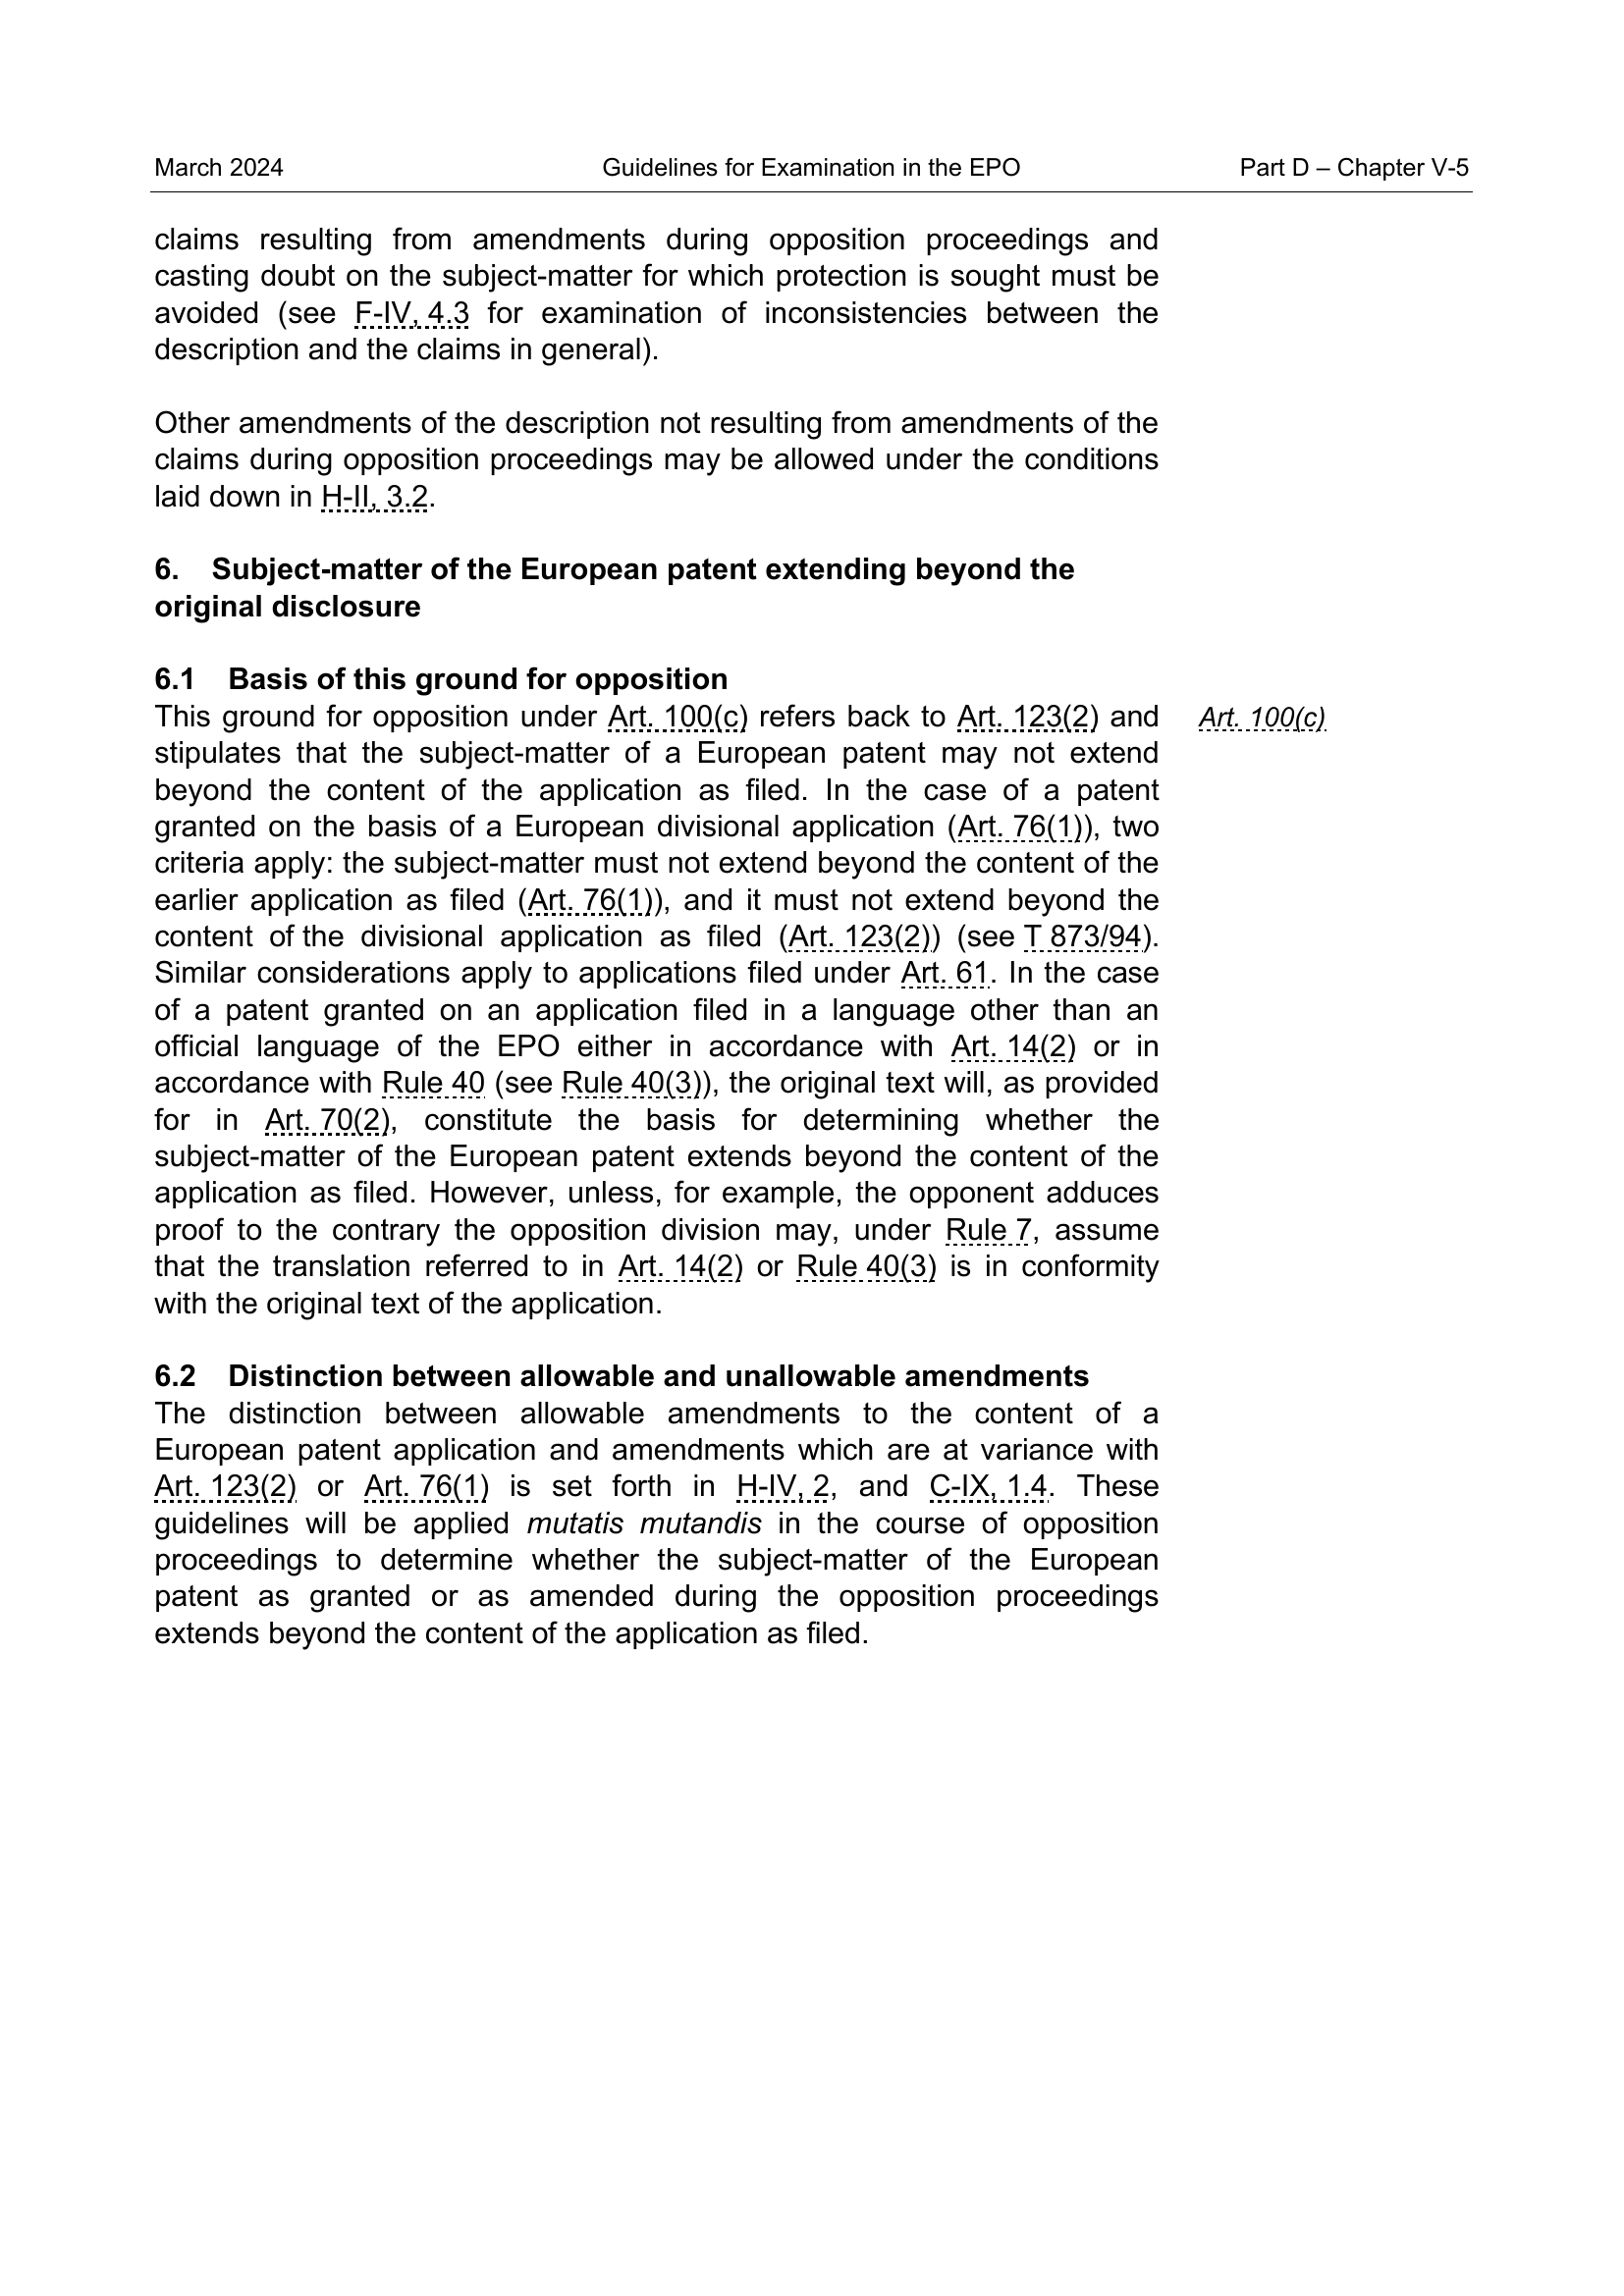 March 2024 Guidelines for Examination in the EPO Part D – Chapter V-5
claims resulting from amendments during opposition proceedings and
casting doubt on the subject-matter for which protection is sought must be
avoided (see F-IV, 4.3 for examination of inconsistencies between the
description and the claims in general).
Other amendments of the description not resulting from amendments of the
claims during opposition proceedings may be allowed under the conditions
laid down in H-II, 3.2.
6. Subject-matter of the European patent extending beyond the
original disclosure
6.1 Basis of this ground for opposition
This ground for opposition under Art. 100(c) refers back to Art. 123(2) and Art. 100(c)
stipulates that the subject-matter of a European patent may not extend
beyond the content of the application as filed. In the case of a patent
granted on the basis of a European divisional application (Art. 76(1)), two
criteria apply: the subject-matter must not extend beyond the content of the
earlier application as filed (Art. 76(1)), and it must not extend beyond the
content of the divisional application as filed (Art. 123(2)) (see T 873/94).
Similar considerations apply to applications filed under Art. 61. In the case
of a patent granted on an application filed in a language other than an
official language of the EPO either in accordance with Art. 14(2) or in
accordance with Rule 40 (see Rule 40(3)), the original text will, as provided
for in Art. 70(2), constitute the basis for determining whether the
subject-matter of the European patent extends beyond the content of the
application as filed. However, unless, for example, the opponent adduces
proof to the contrary the opposition division may, under Rule 7, assume
that the translation referred to in Art. 14(2) or Rule 40(3) is in conformity
with the original text of the application.
6.2 Distinction between allowable and unallowable amendments
The distinction between allowable amendments to the content of a
European patent application and amendments which are at variance with
Art. 123(2) or Art. 76(1) is set forth in H-IV, 2, and C-IX, 1.4. These
guidelines will be applied mutatis mutandis in the course of opposition
proceedings to determine whether the subject-matter of the European
patent as granted or as amended during the opposition proceedings
extends beyond the content of the application as filed.